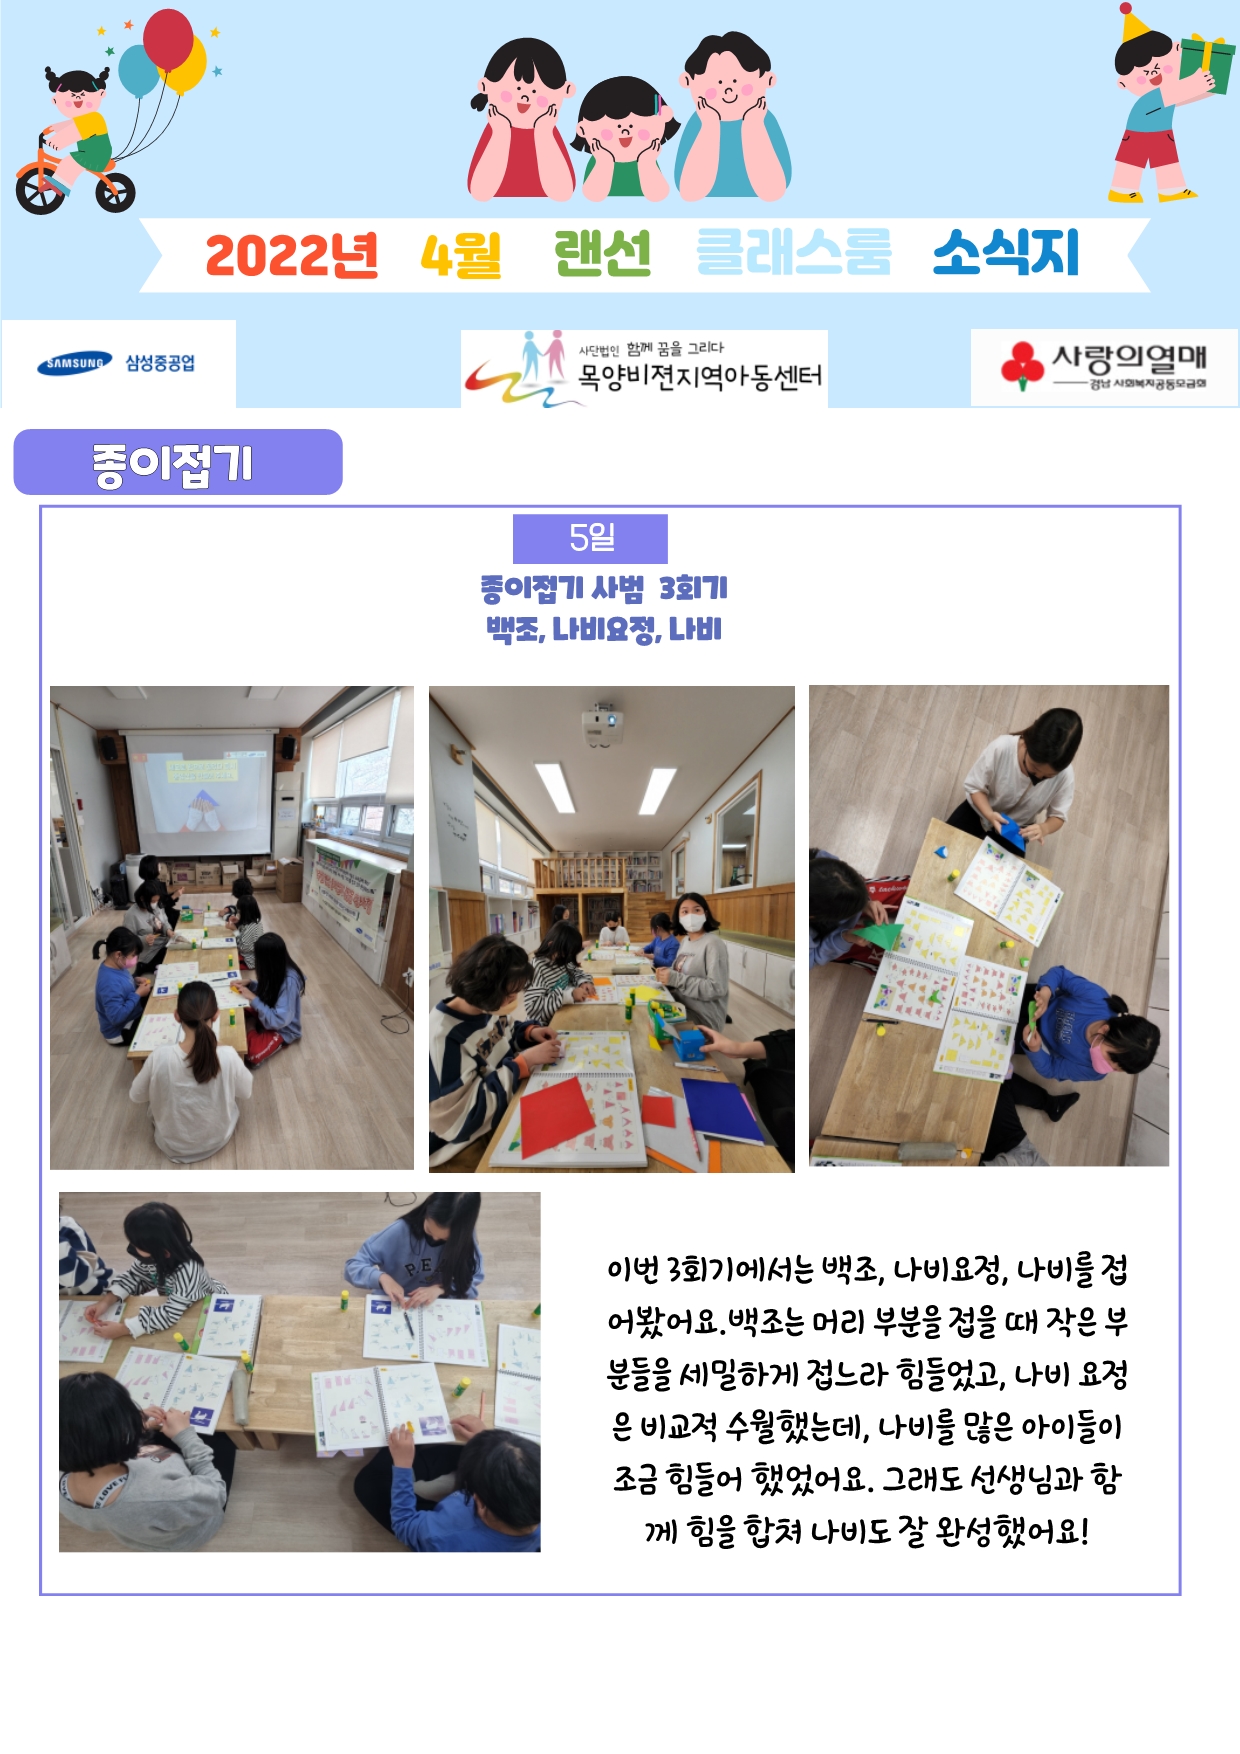 2022년 4월 랜선 클래스룸 소식지
SAMSUNG 삼성중공업
사단법인 함께 꿈을 그리다
목양비젼지역아동센터
사랑의열매
경남 사회복지공동모금회
종이접기
5일
종이접기 사범 3회기
백조, 나비요정, 나비
이번 3회기에서는 백조, 나비요정, 나비를 접
어봤어요.백조는 머리 부분을 접을 때 작은 부
분들을 세밀하게 접느라 힘들었고, 나비 요정
은 비교적 수월했는데, 나비를 많은 아이들이
조금 힘들어 했었어요. 그래도 선생님과 함
께 힘을 합쳐 나비도 잘 완성했어요!